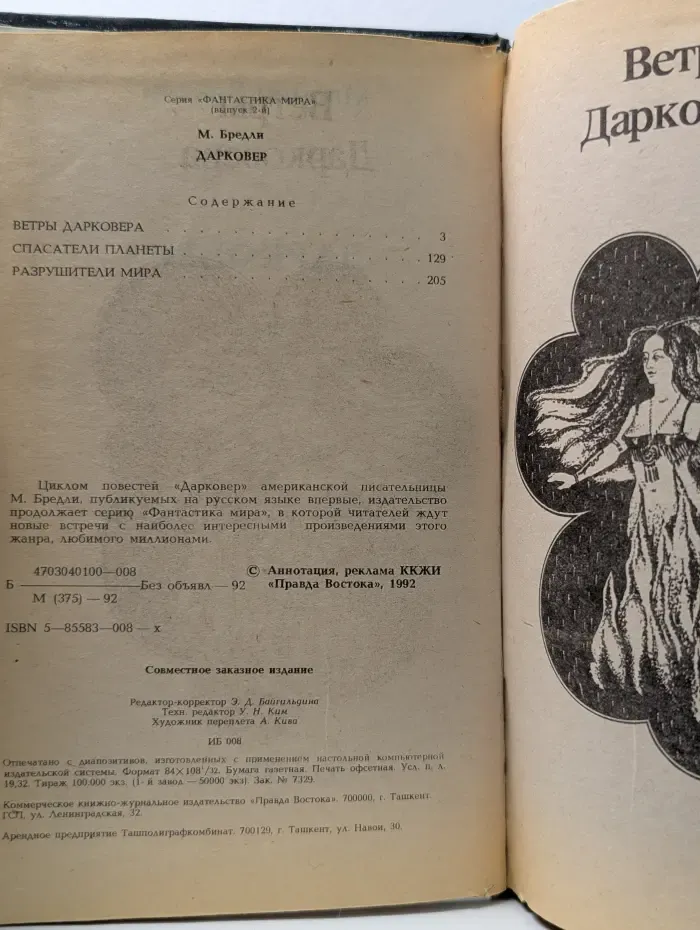 Серия «ФАНТАСТИКА МИРА»
(выпуск 2-й)
М. Бредли
ДАРКОВЕР
Содержание
ВЕТРЫ ДАРКОВЕРА . . . . . . . . . . . . . . 3
СПАСАТЕЛИ ПЛАНЕТЫ . . . . . . . . . . . . . . 129
РАЗРУШИТЕЛИ МИРА . . . . . . . . . . . . . . 205
Циклом повестей «Дарковер» американской писательницы
М. Бредли, публикуемых на русском языке впервые, издательство
продолжает серию «Фантастика мира», в которой читателей ждут
новые встречи с наиболее интересными произведениями этого
жанра, любимого миллионами.
4703040100—008
Б ————— Без объявл — 92
М (375) — 92
© Аннотация, реклама ККЖИ
«Правда Востока», 1992
ISBN 5—85583—008 — х
Совместное заказное издание
Редактор-корректор Э. Д. Байгильдина
Техн. редактор У. Н. Ким
Художник переплета А. Кива
ИБ 008
Отпечатано с диапозитивов, изготовленных с применением настольной компьютерной
издательской системы. Формат 84×108¹/32. Бумага газетная. Печать офсетная. Усл. п. л.
19,32. Тираж 100.000 экз. (1- й завод — 50000 экз). Зак. № 7329.
Коммерческое книжно-журнальное издательство «Правда Востока». 700000, г. Ташкент
ГСП, ул. Ленинградская, 32.
Арендное предприятие Ташполиграфкомбинат. 700129, г. Ташкент, ул. Навои, 30.
Ветр
Дарко